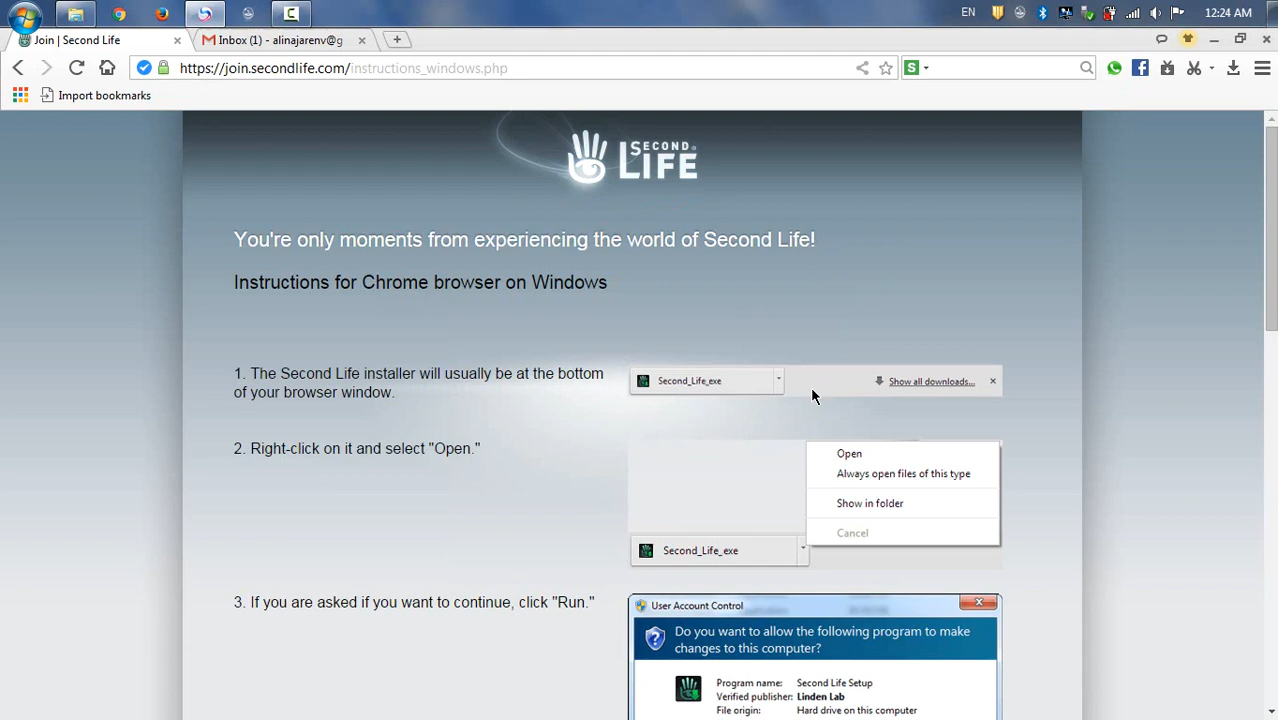 EN
12:24 AM
Join | Second Life
Inbox (1) - alinajarenv@g
https://join.secondlife.com/instructions_windows.php
S
Import bookmarks
SECOND
LIFE
You're only moments from experiencing the world of Second Life!
Instructions for Chrome browser on Windows
1. The Second Life installer will usually be at the bottom
of your browser window.
Second_Life_exe
Show all downloads...
2. Right-click on it and select "Open."
Open
Always open files of this type
Show in folder
Cancel
Second_Life_exe
3. If you are asked if you want to continue, click "Run."
User Account Control
Do you want to allow the following program to make
changes to this computer?
Program name: Second Life Setup
Verified publisher: Linden Lab
File origin: Hard drive on this computer